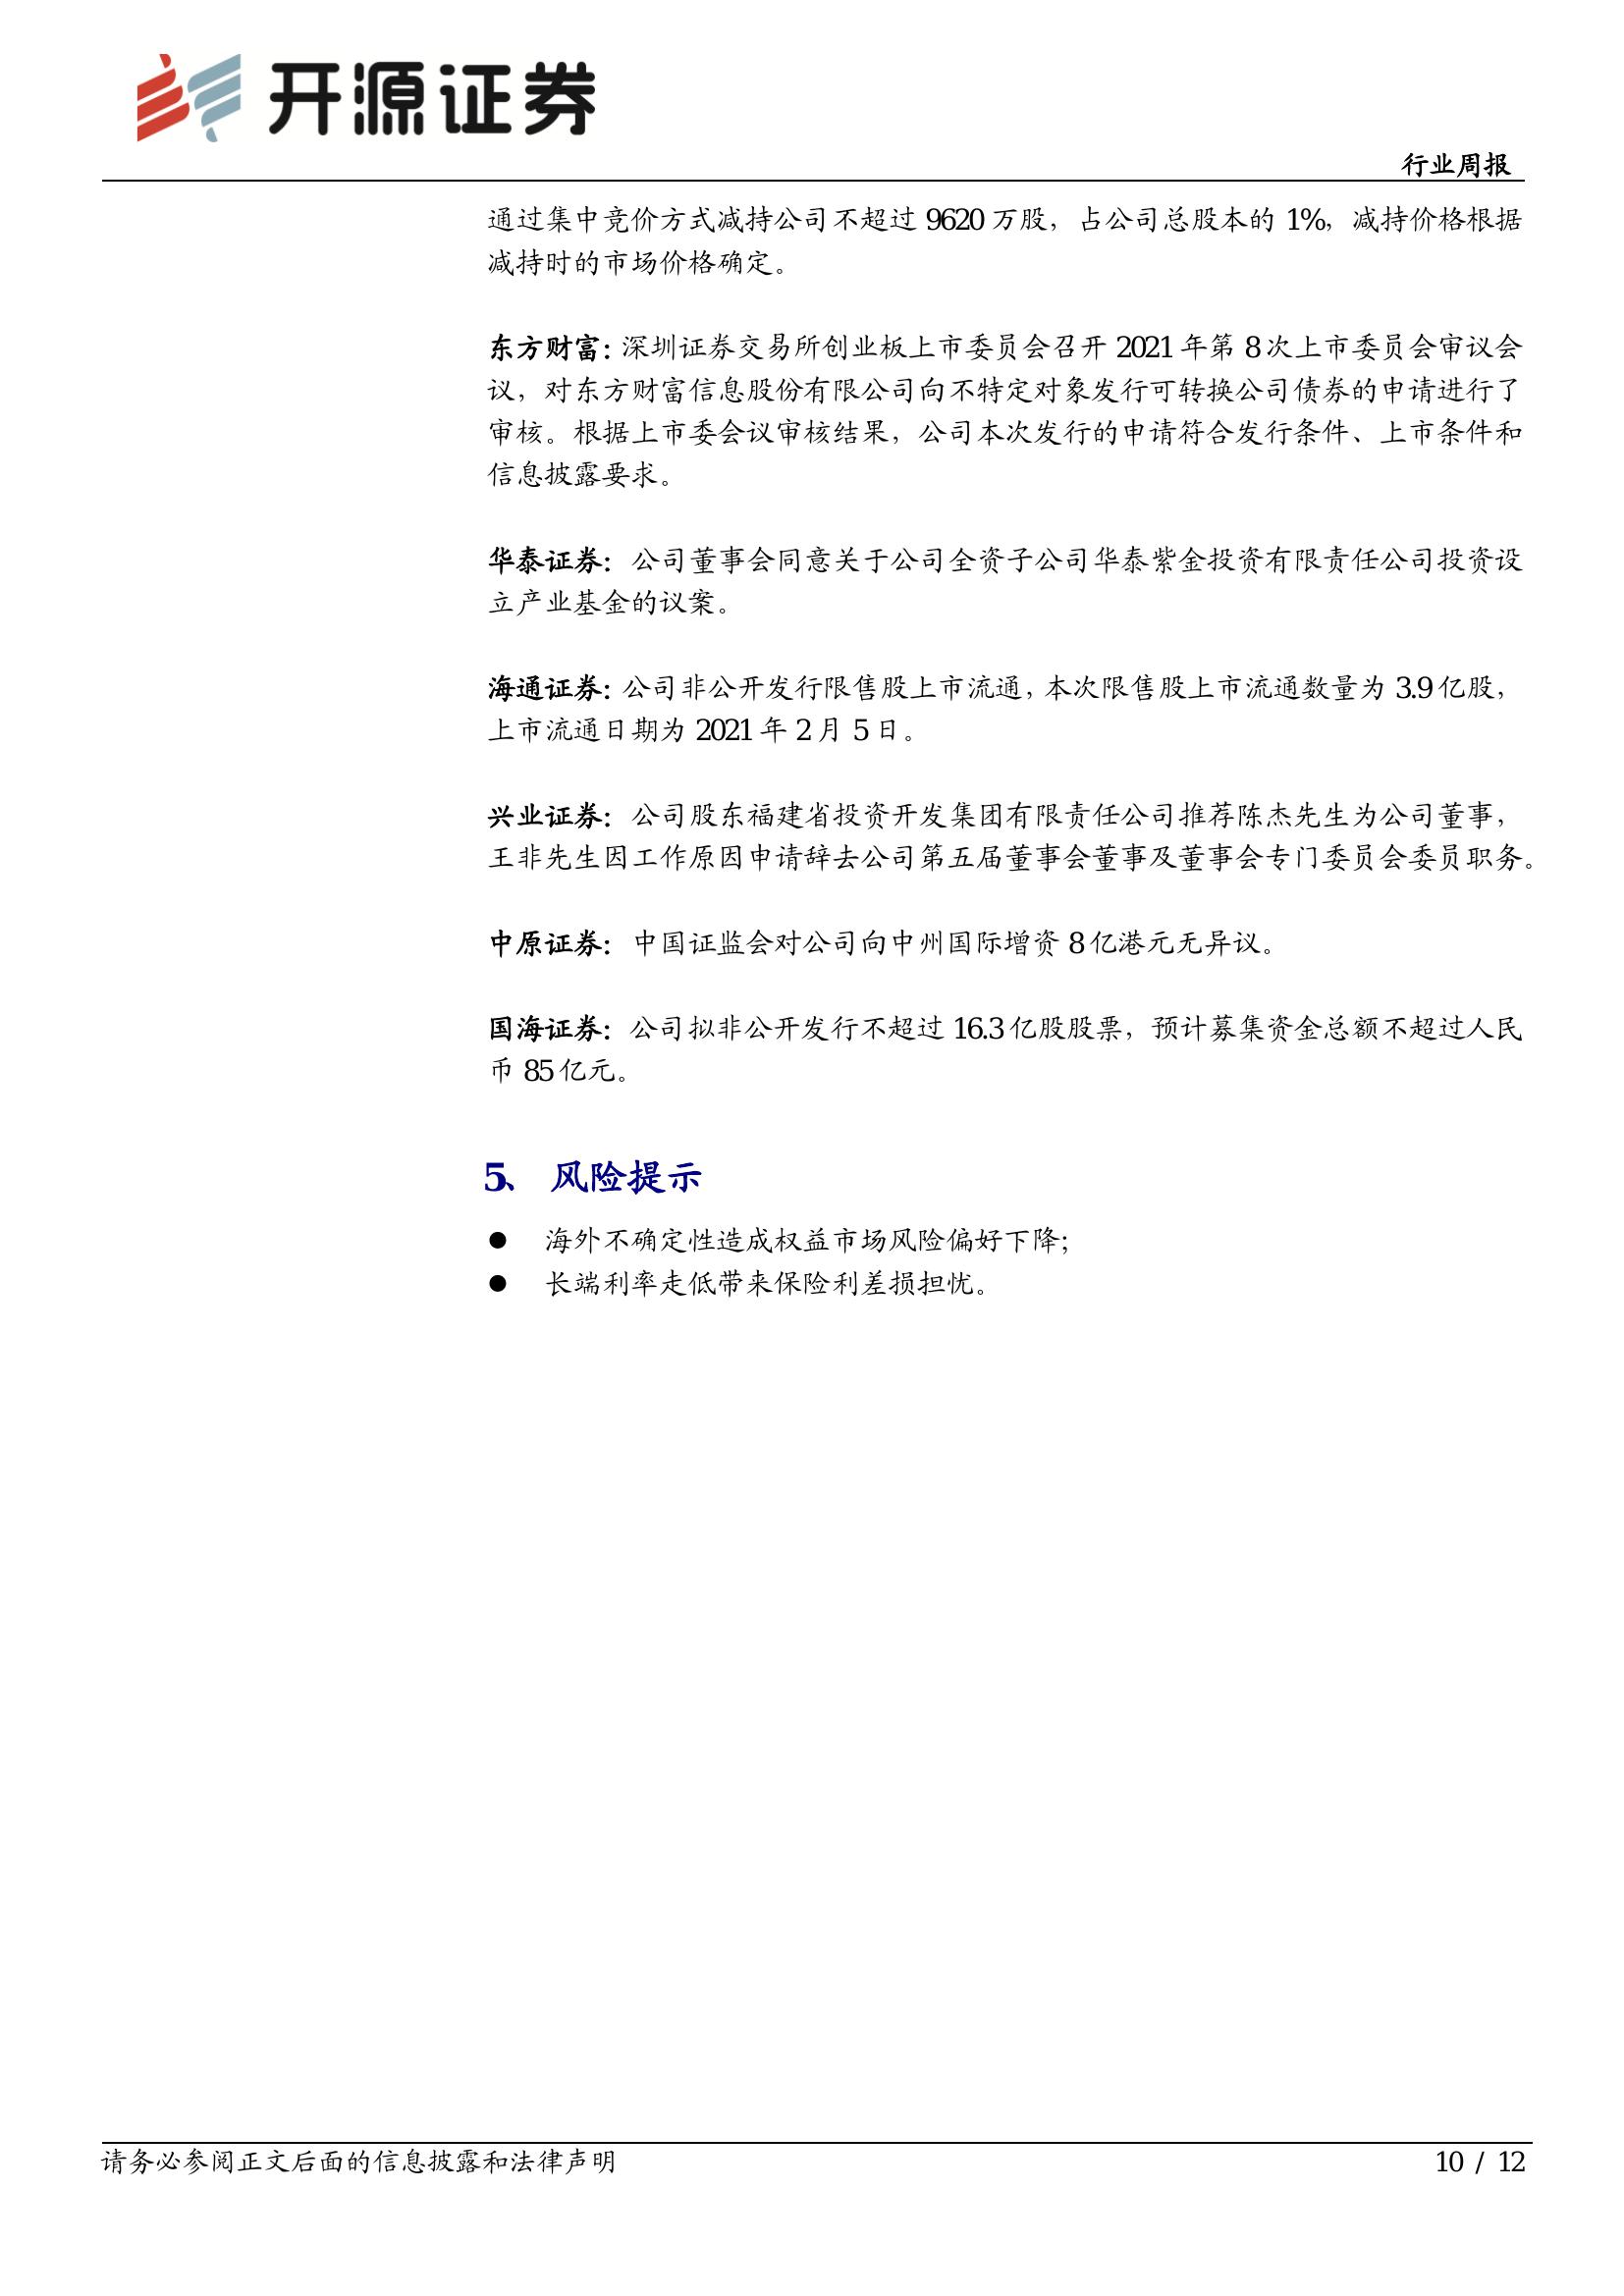 开源证券
行业周报
通过集中竞价方式减持公司不超过 9620 万股，占公司总股本的 1%，减持价格根据
减持时的市场价格确定。
东方财富：深圳证券交易所创业板上市委员会召开 2021 年第 8 次上市委员会审议会
议，对东方财富信息股份有限公司向不特定对象发行可转换公司债券的申请进行了
审核。根据上市委会议审核结果，公司本次发行的申请符合发行条件、上市条件和
信息披露要求。
华泰证券：公司董事会同意关于公司全资子公司华泰紫金投资有限责任公司投资设
立产业基金的议案。
海通证券：公司非公开发行限售股上市流通，本次限售股上市流通数量为 3.9 亿股，
上市流通日期为 2021 年 2 月 5 日。
兴业证券：公司股东福建省投资开发集团有限责任公司推荐陈杰先生为公司董事，
王非先生因工作原因申请辞去公司第五届董事会董事及董事会专门委员会委员职务。
中原证券：中国证监会对公司向中州国际增资 8 亿港元无异议。
国海证券：公司拟非公开发行不超过 16.3 亿股股票，预计募集资金总额不超过人民
币 85 亿元。
5、 风险提示
● 海外不确定性造成权益市场风险偏好下降；
● 长端利率走低带来保险利差损担忧。
请务必参阅正文后面的信息披露和法律声明
10 / 12